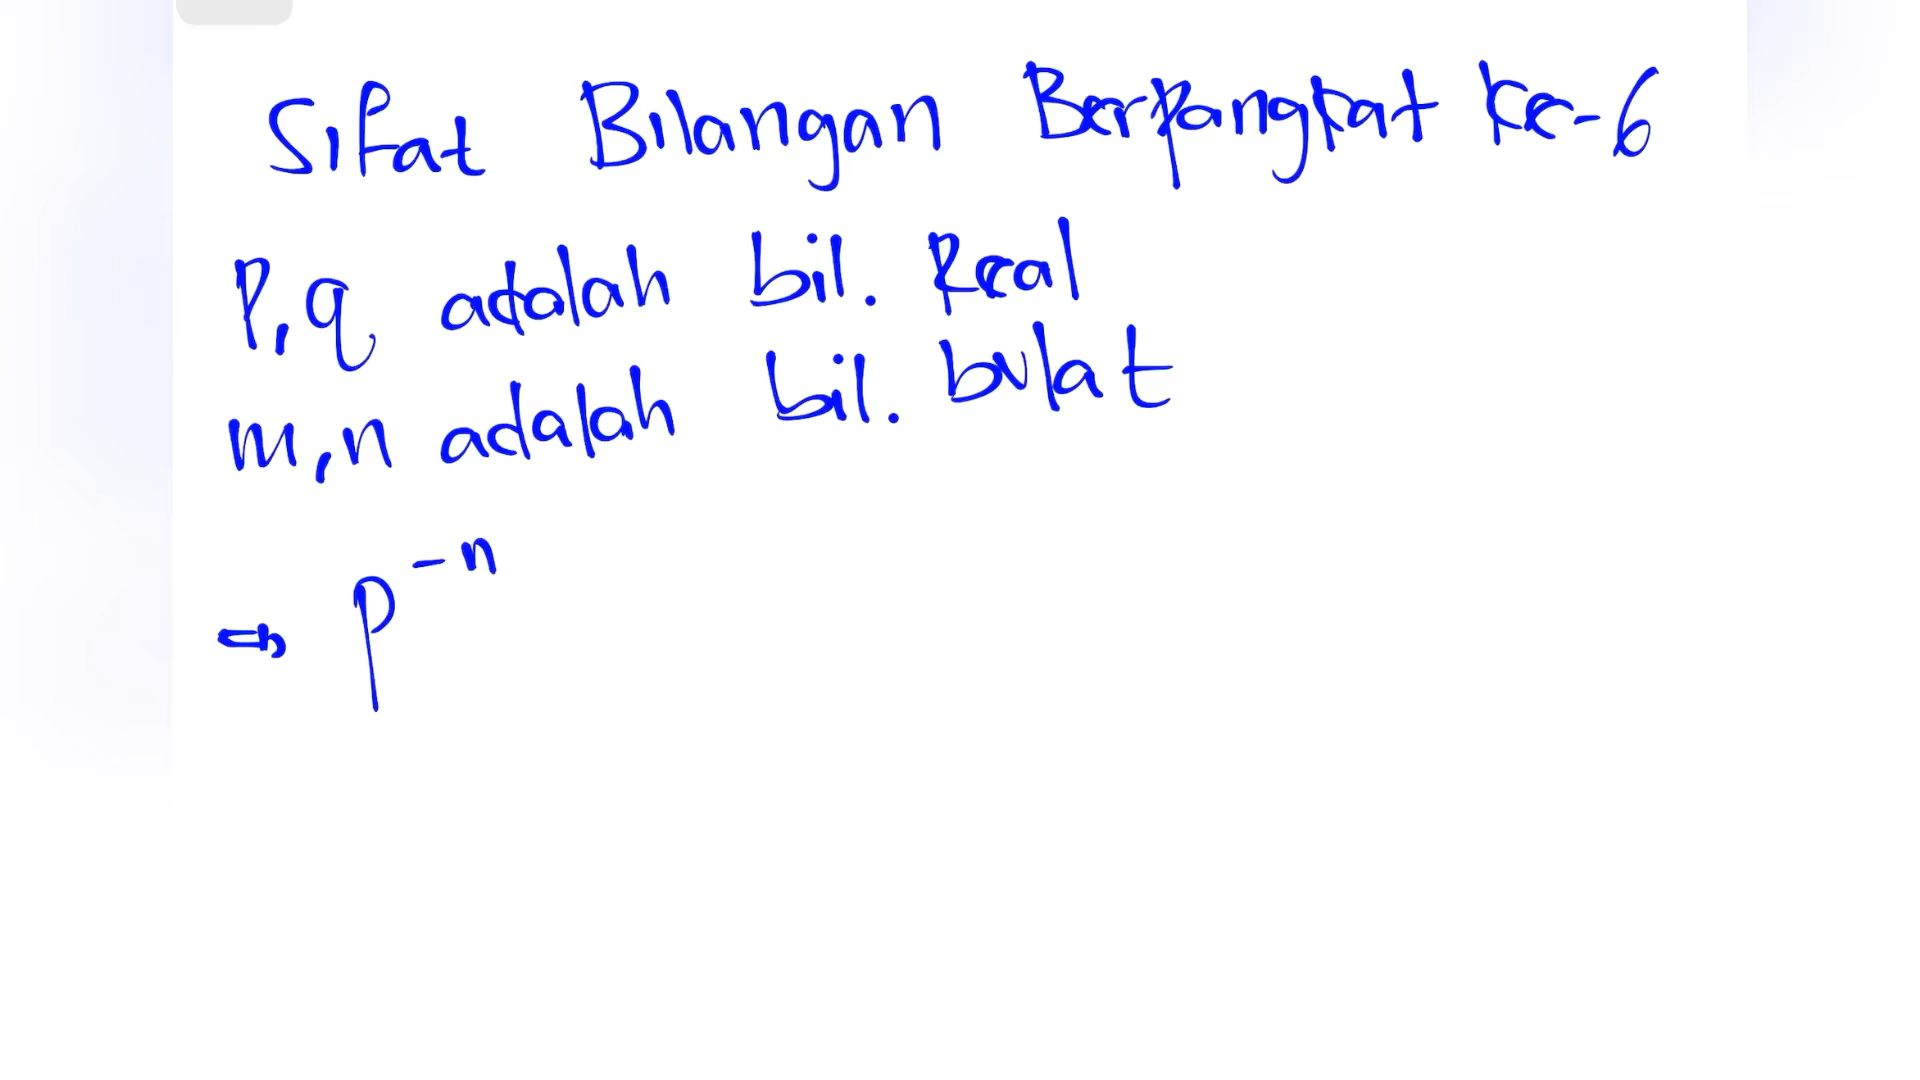 Sifat Bilangan Berpangkat ke-6
P, q adalah bil. Real
m, n adalah bil. bulat
⇒ p⁻ⁿ